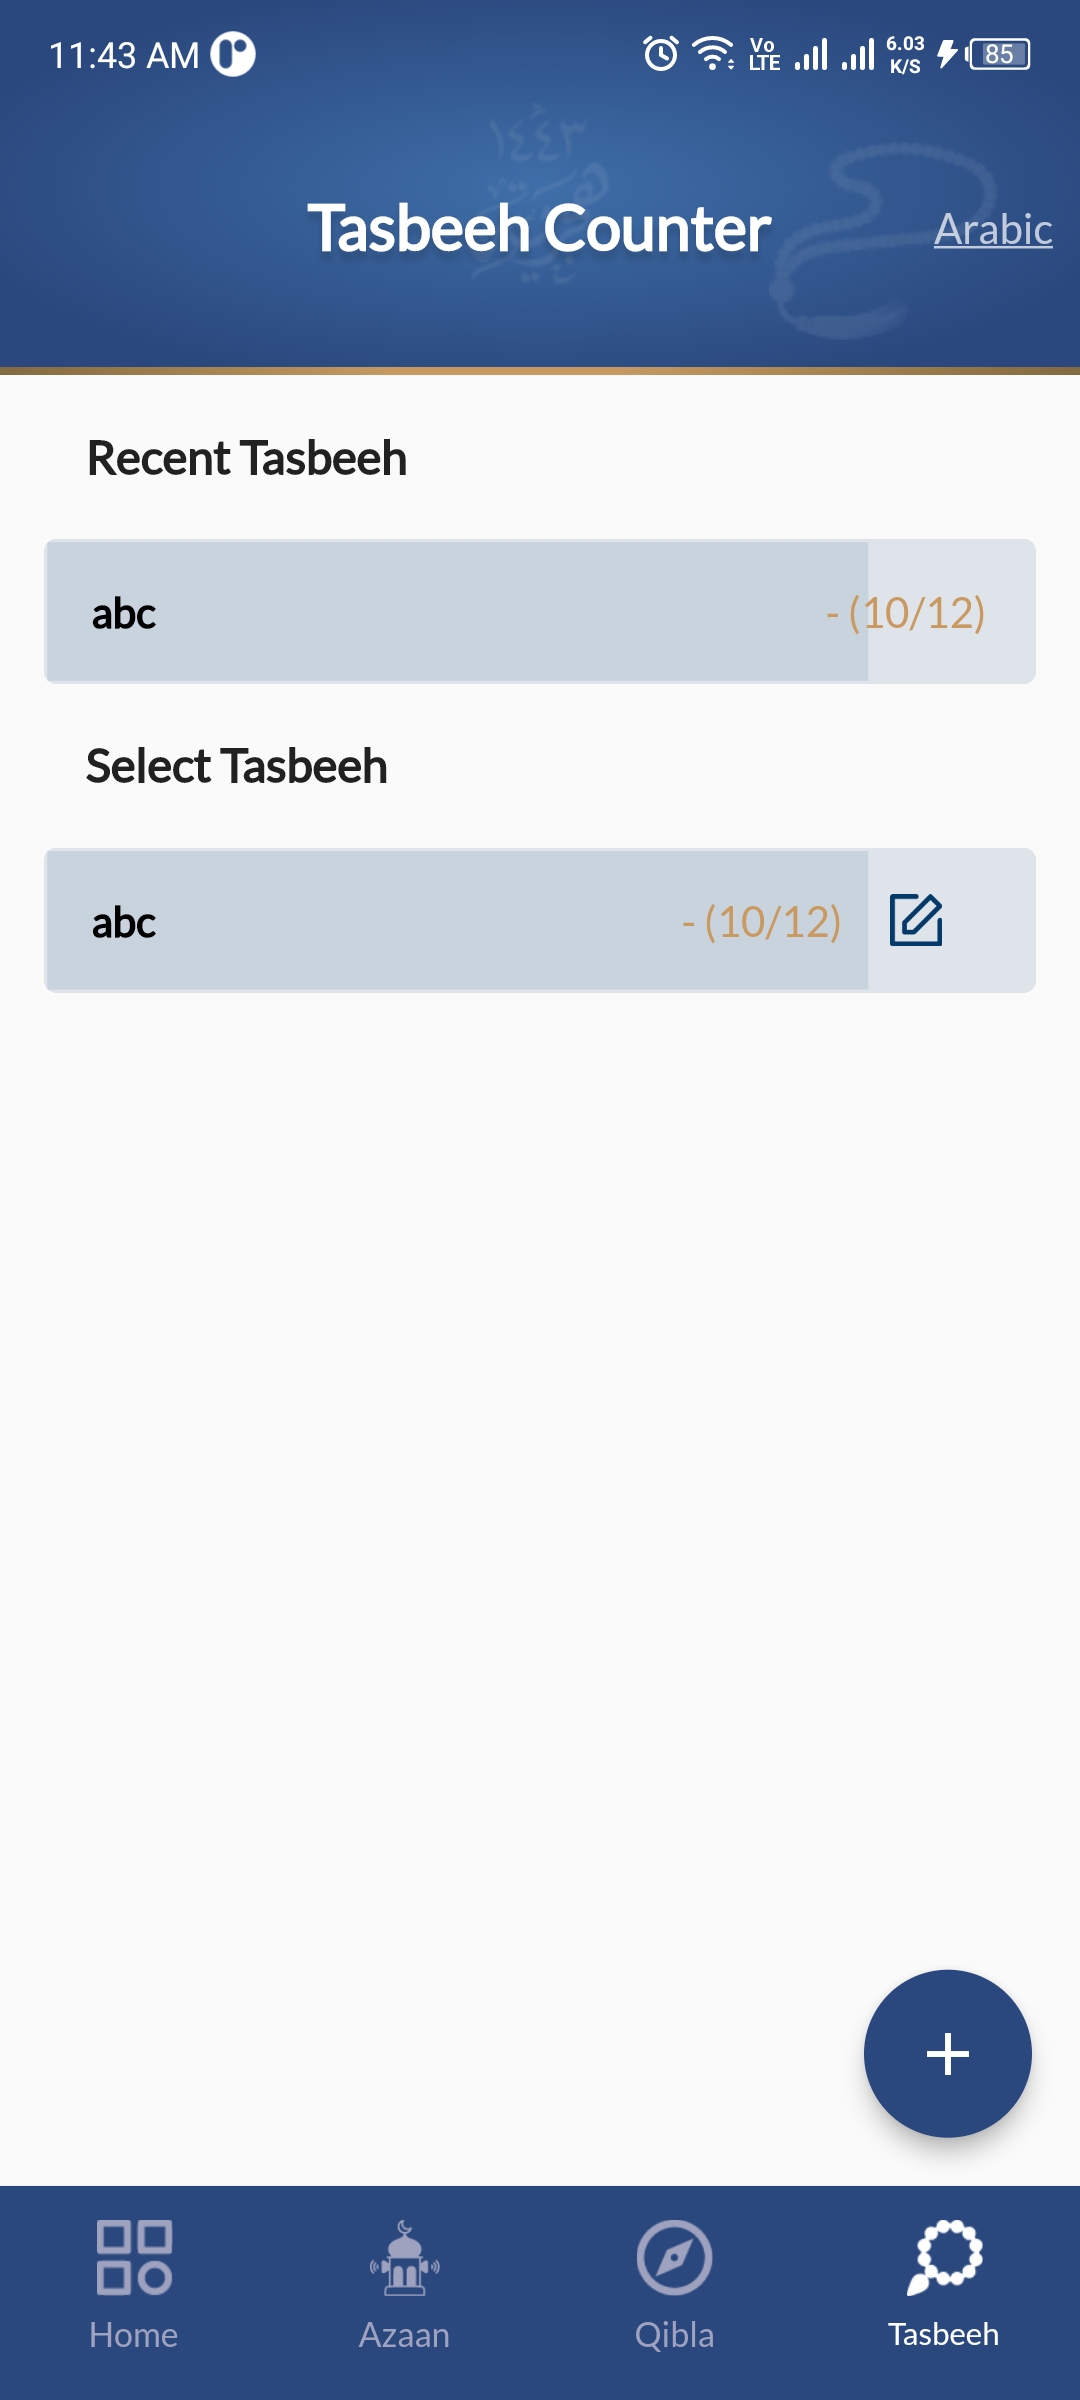 11:43 AM
Vo LTE
6.03 K/S
85
١٤٤٣
Tasbeeh Counter
Arabic
Recent Tasbeeh
abc - (10/12)
Select Tasbeeh
abc - (10/12)
Home
Azaan
Qibla
Tasbeeh